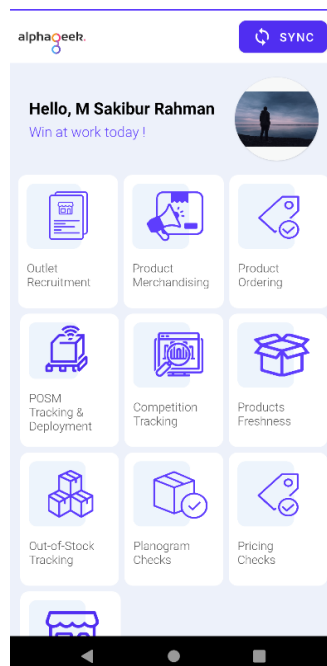 alphageek.
SYNC
Hello, M Sakibur Rahman
Win at work today !
Outlet
Recruitment
Product
Merchandising
Product
Ordering
POSM
Tracking &
Deployment
Competition
Tracking
Products
Freshness
Out-of-Stock
Tracking
Planogram
Checks
Pricing
Checks